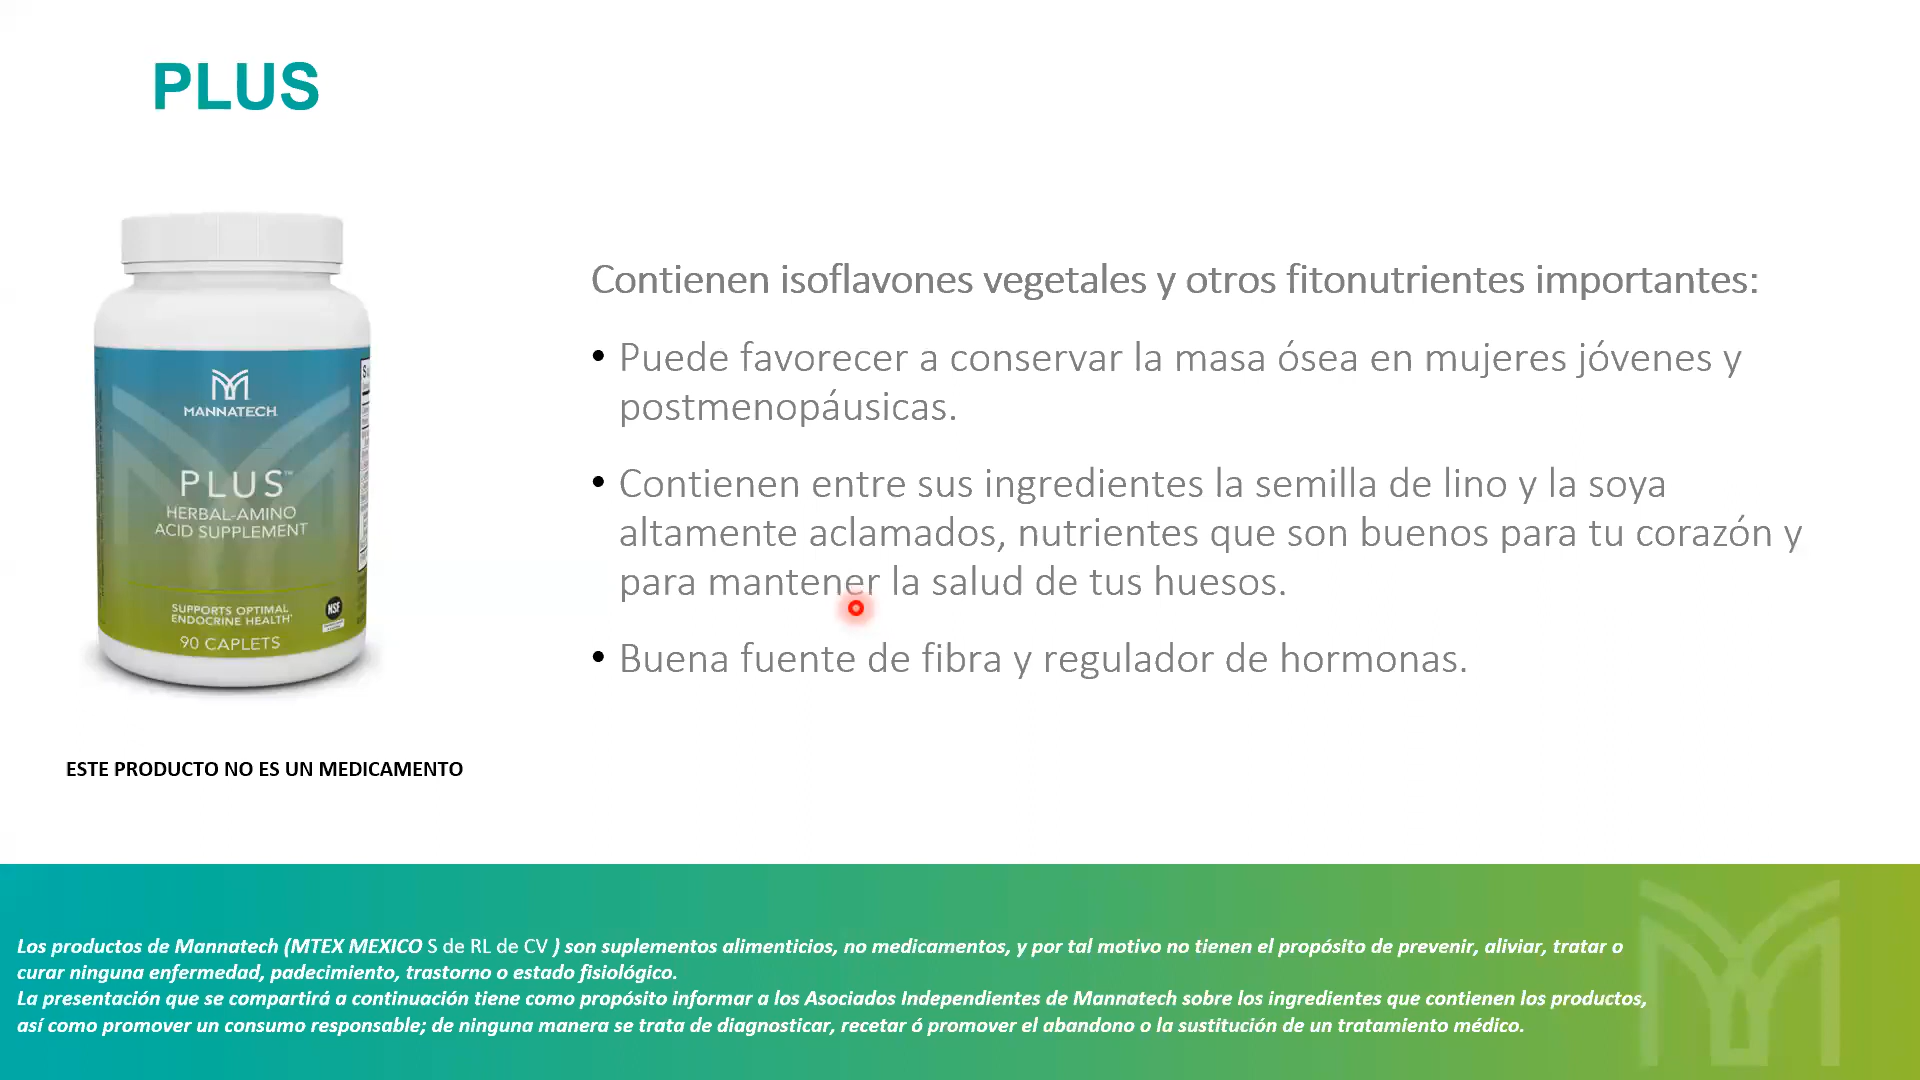 PLUS
Contienen isoflavones vegetales y otros fitonutrientes importantes:
• Puede favorecer a conservar la masa ósea en mujeres jóvenes y
postmenopáusicas.
• Contienen entre sus ingredientes la semilla de lino y la soya
altamente aclamados, nutrientes que son buenos para tu corazón y
para mantener la salud de tus huesos.
• Buena fuente de fibra y regulador de hormonas.
MANNATECH
PLUS™
HERBAL-AMINO
ACID SUPPLEMENT
SUPPORTS OPTIMAL
ENDOCRINE HEALTH
NSF
90 CAPLETS
ESTE PRODUCTO NO ES UN MEDICAMENTO
Los productos de Mannatech (MTEX MEXICO S de RL de CV ) son suplementos alimenticios, no medicamentos, y por tal motivo no tienen el propósito de prevenir, aliviar, tratar o
curar ninguna enfermedad, padecimiento, trastorno o estado fisiológico.
La presentación que se compartirá a continuación tiene como propósito informar a los Asociados Independientes de Mannatech sobre los ingredientes que contienen los productos,
así como promover un consumo responsable; de ninguna manera se trata de diagnosticar, recetar ó promover el abandono o la sustitución de un tratamiento médico.